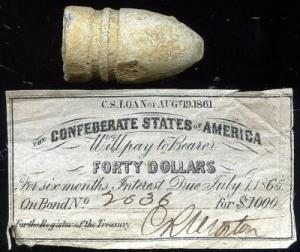 C.S. LOAN OF AUGT 19.1861.
THE CONFEDERATE STATES OF AMERICA
Will pay to Bearer
FORTY DOLLARS
For six months Interest Due July 1, 1865.
On Bond No. 2636 for $1000
For the Register of the Treasury